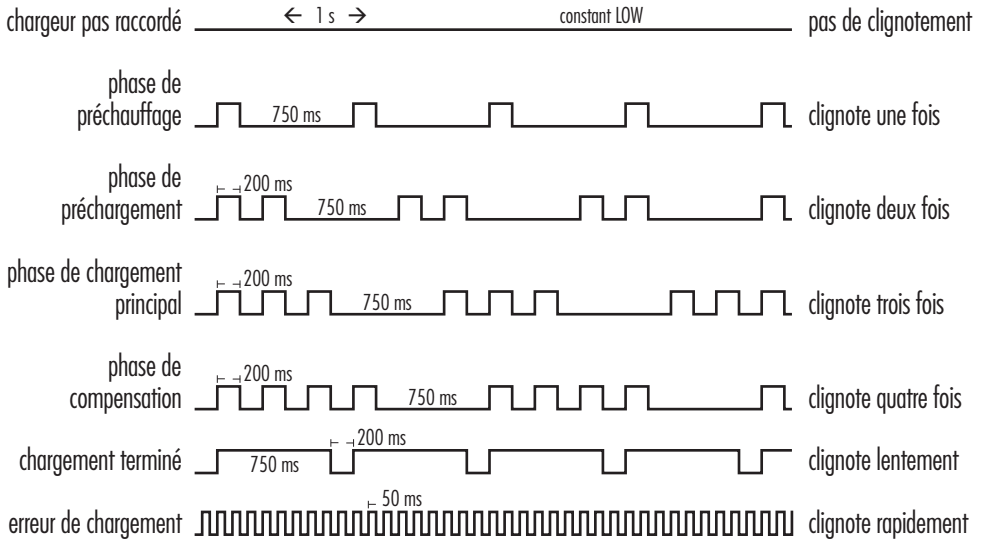 chargeur pas raccordé
← 1 s →
constant LOW
pas de clignotement
phase de
préchauffage
750 ms
clignote une fois
phase de
préchargement
200 ms
750 ms
clignote deux fois
phase de chargement
principal
200 ms
750 ms
clignote trois fois
phase de
compensation
200 ms
750 ms
clignote quatre fois
chargement terminé
750 ms
200 ms
clignote lentement
erreur de chargement
50 ms
clignote rapidement